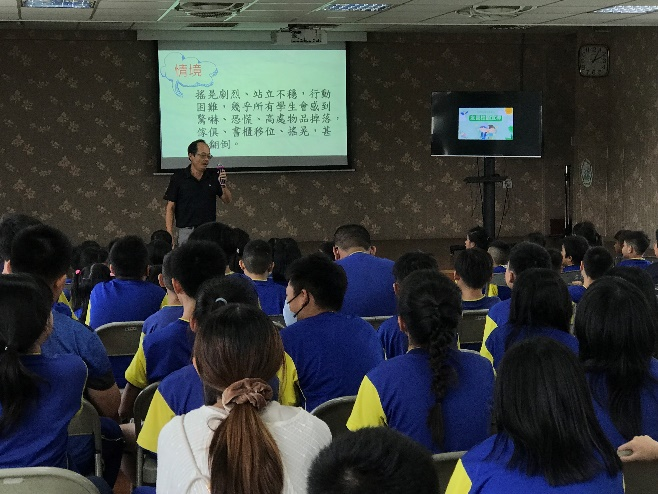 情境
搖晃劇烈、站立不穩，行動
困難，幾乎所有學生會感到
驚嚇、恐慌、高處物品掉落，
傢俱、書櫃移位、搖晃，甚
翻倒。